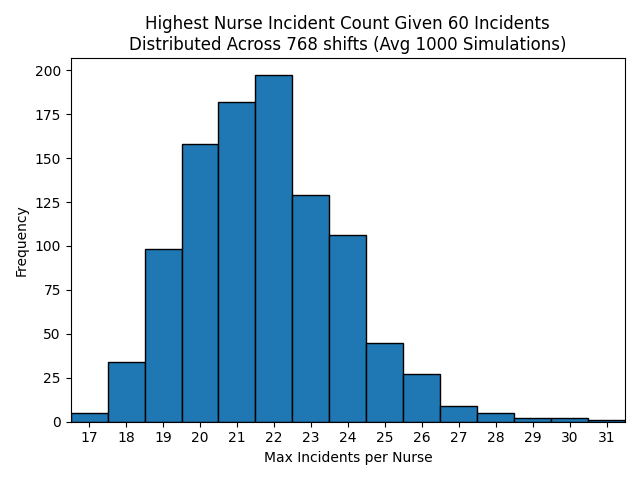 Highest Nurse Incident Count Given 60 Incidents
Distributed Across 768 shifts (Avg 1000 Simulations)
200
175
150
125
100
75
50
25
0
Frequency
17 18 19 20 21 22 23 24 25 26 27 28 29 30 31
Max Incidents per Nurse